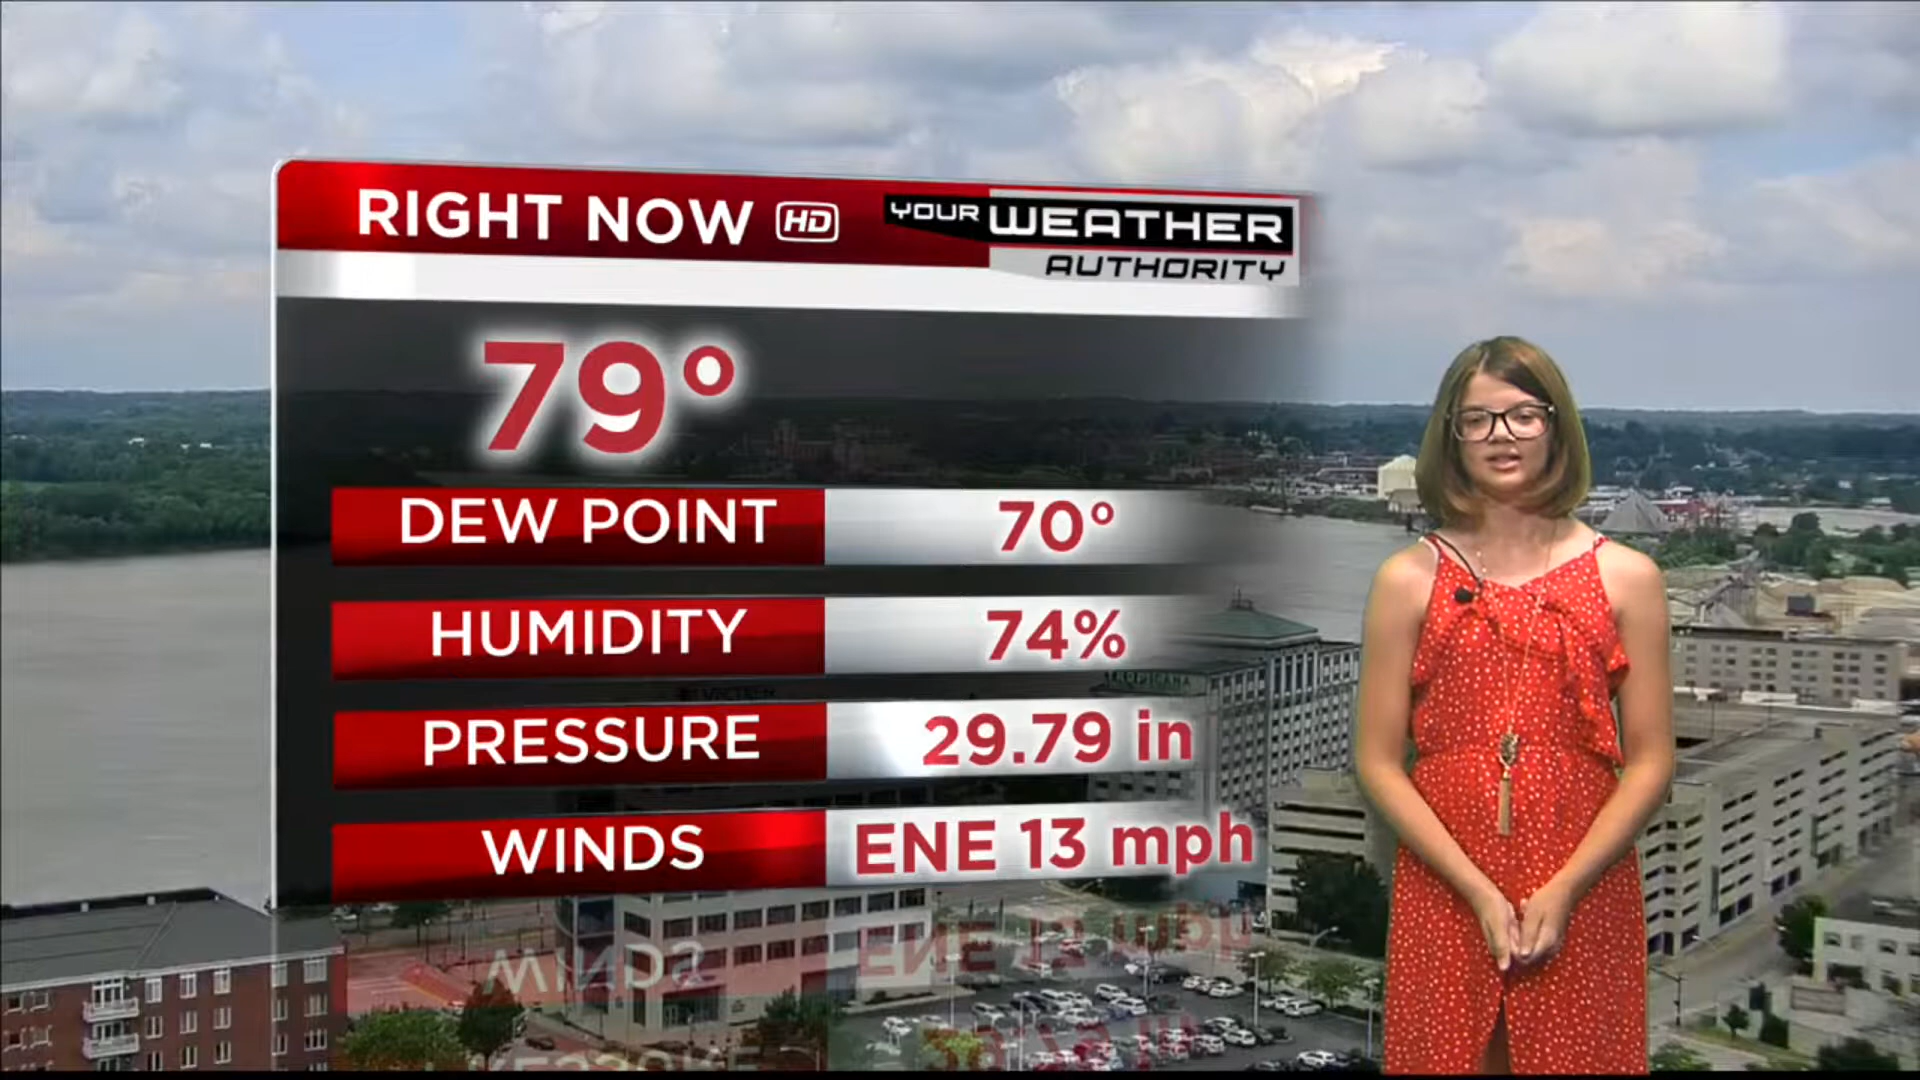 RIGHT NOW HD
YOUR WEATHER
AUTHORITY
79°
DEW POINT 70°
HUMIDITY 74%
PRESSURE 29.79 in
WINDS ENE 13 mph
TROPICANA